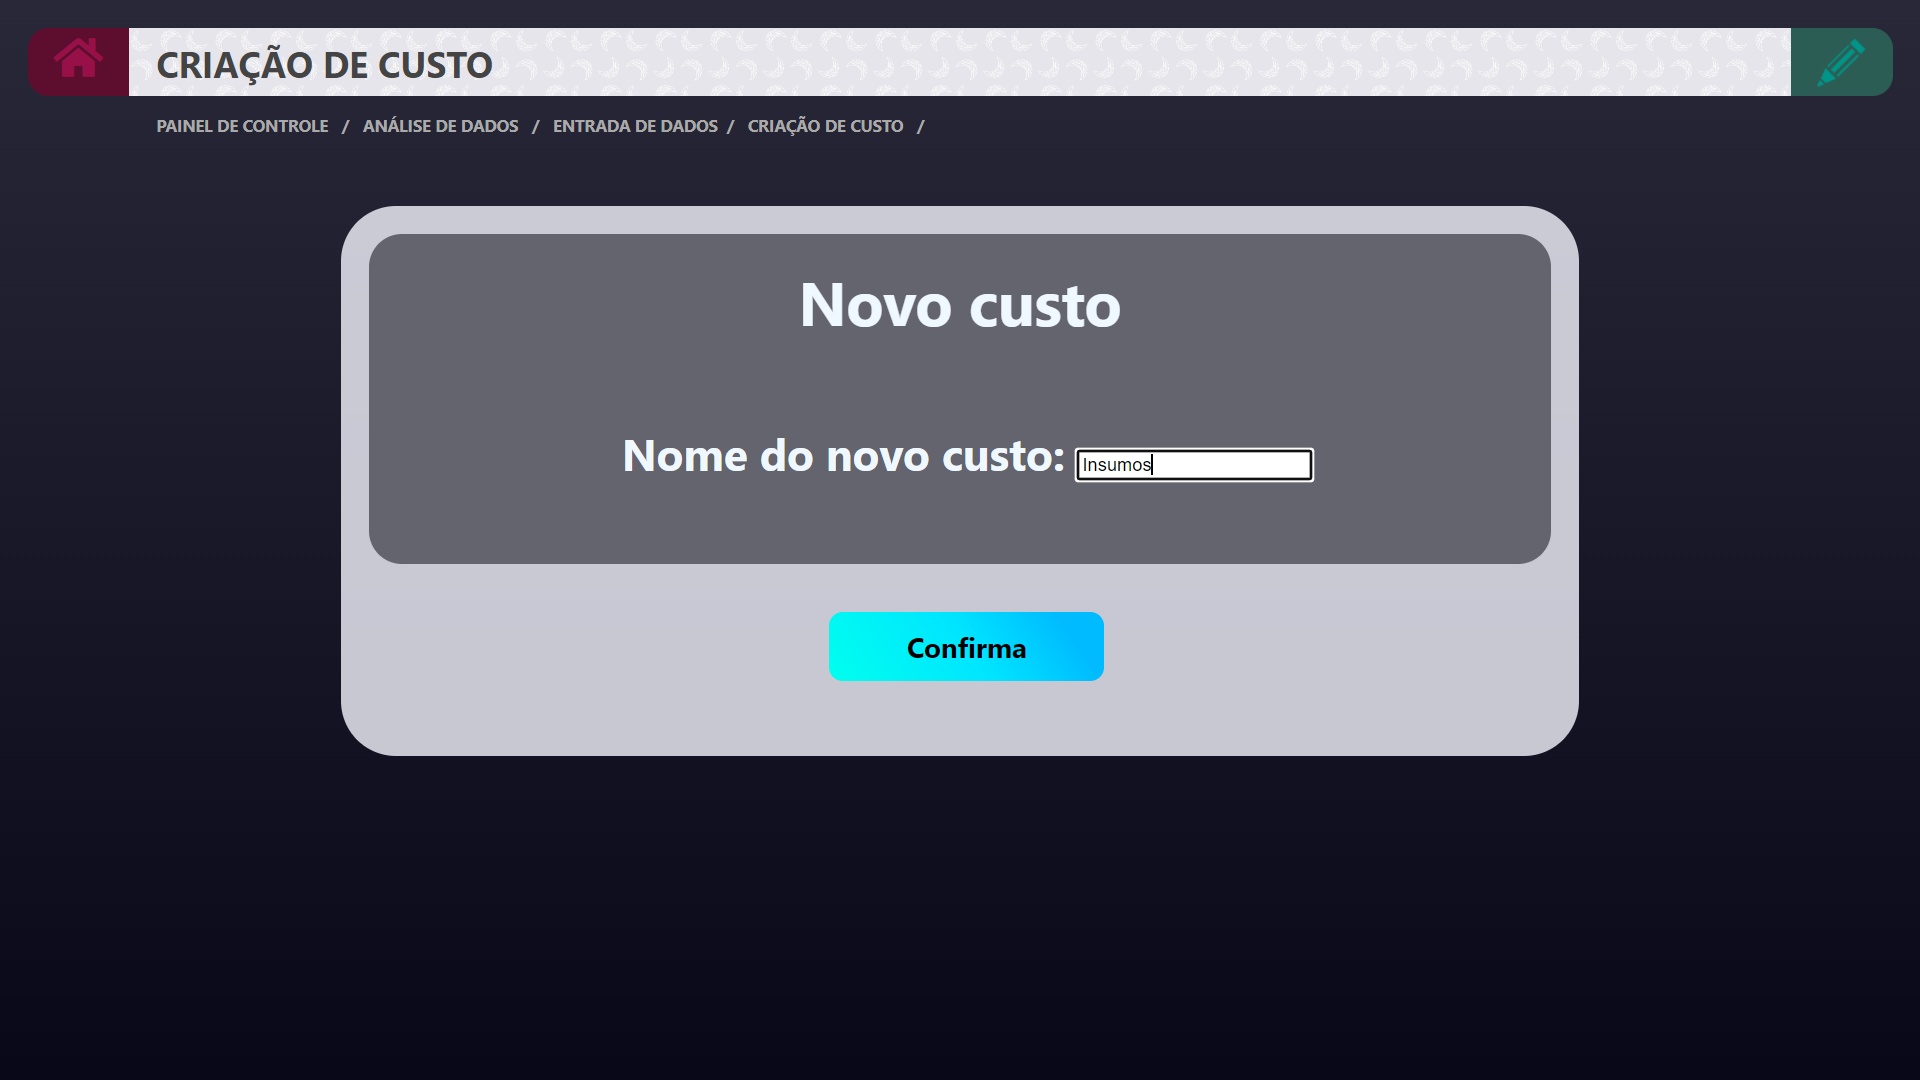 CRIAÇÃO DE CUSTO
PAINEL DE CONTROLE / ANÁLISE DE DADOS / ENTRADA DE DADOS / CRIAÇÃO DE CUSTO /
Novo custo
Nome do novo custo: Insumos
Confirma